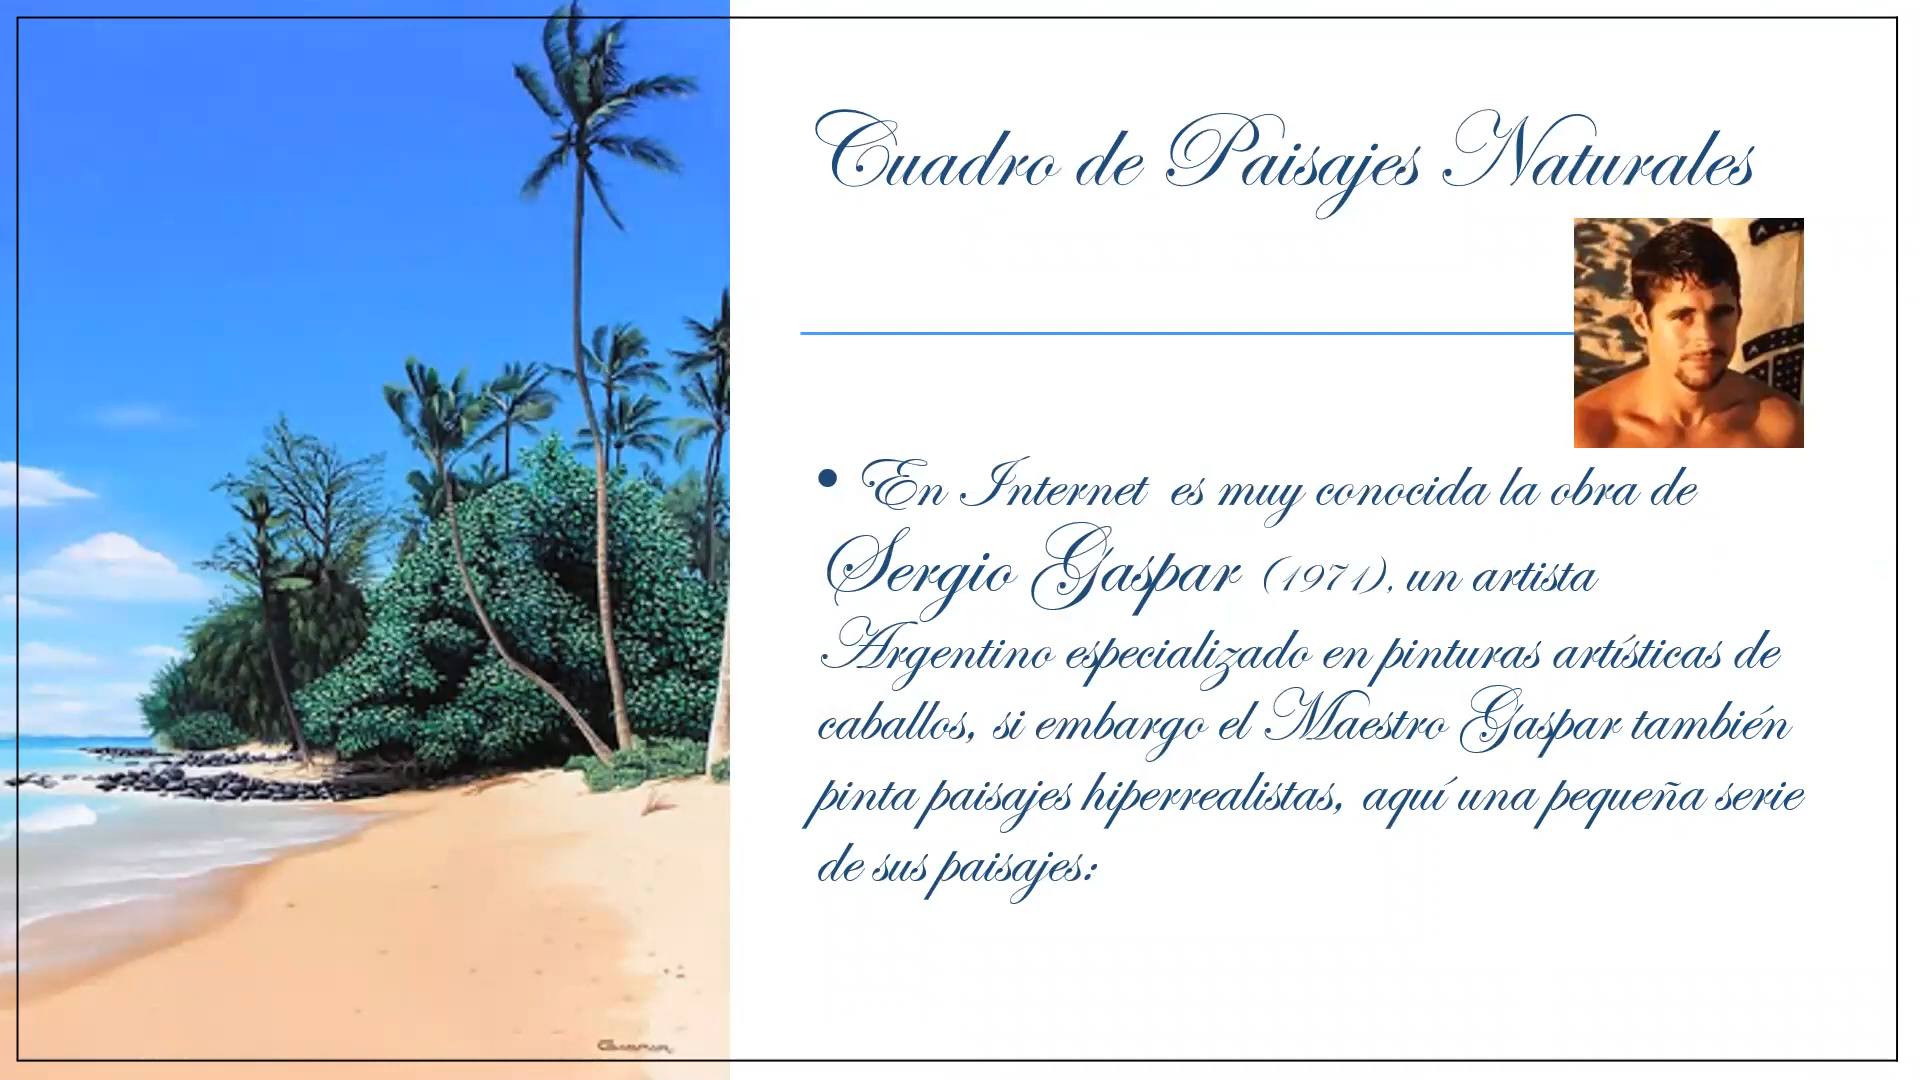 Cuadro de Paisajes Naturales
• En Internet es muy conocida la obra de
Sergio Gaspar (1971), un artista
Argentino especializado en pinturas artísticas de
caballos, si embargo el Maestro Gaspar también
pinta paisajes hiperrealistas, aquí una pequeña serie
de sus paisajes: